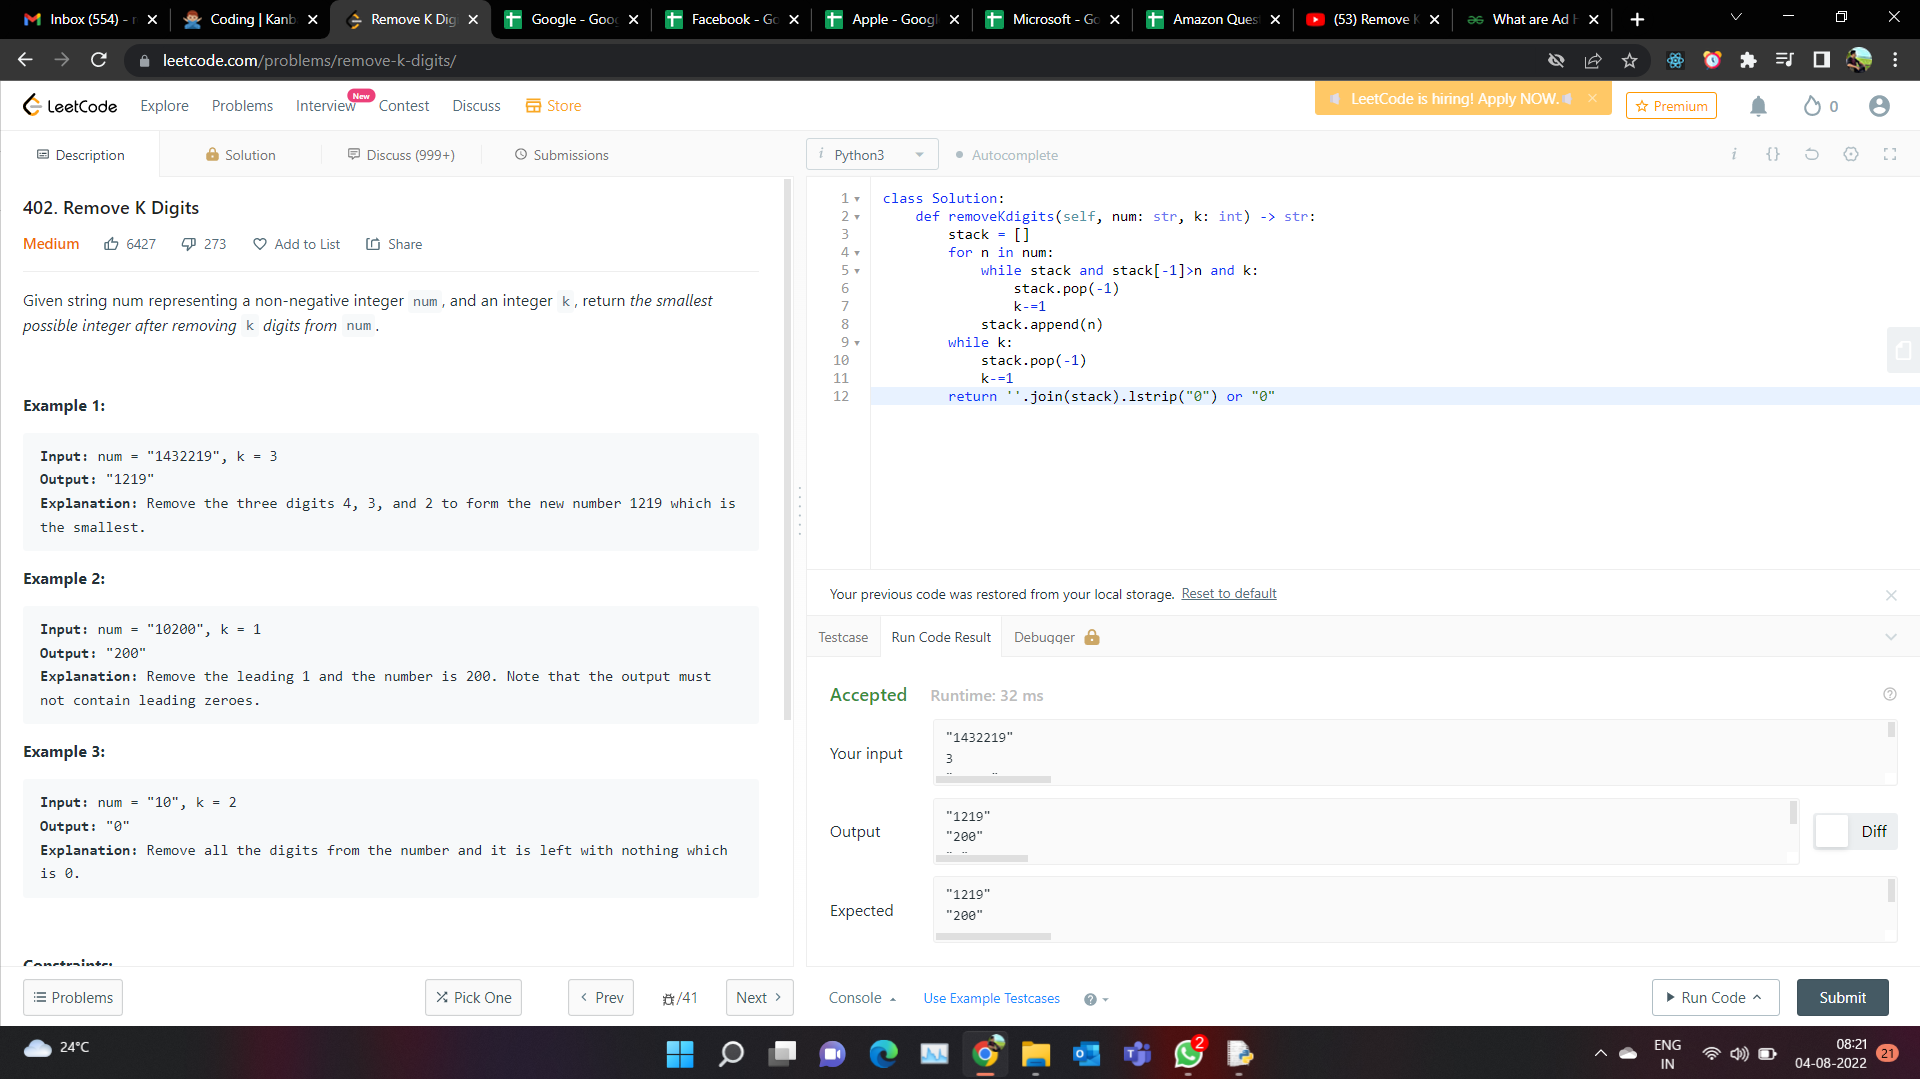 Inbox (554) - r
Coding | Kanb
Remove K Dig
Google - Goog
Facebook - Go
Apple - Googl
Microsoft - Go
Amazon Ques
(53) Remove K
What are Ad H
leetcode.com/problems/remove-k-digits/
LeetCode
Explore
Problems
Interview
New
Contest
Discuss
Store
LeetCode is hiring! Apply NOW.
Premium
0
Description
Solution
Discuss (999+)
Submissions
i Python3
Autocomplete
i {}
402. Remove K Digits
Medium 6427 273 Add to List Share
Given string num representing a non-negative integer num, and an integer k, return the smallest
possible integer after removing k digits from num.
Example 1:
Input: num = "1432219", k = 3
Output: "1219"
Explanation: Remove the three digits 4, 3, and 2 to form the new number 1219 which is
the smallest.
Example 2:
Input: num = "10200", k = 1
Output: "200"
Explanation: Remove the leading 1 and the number is 200. Note that the output must
not contain leading zeroes.
Example 3:
Input: num = "10", k = 2
Output: "0"
Explanation: Remove all the digits from the number and it is left with nothing which
is 0.
Constraints:
Problems
Pick One
Prev
/41
Next
1 class Solution:
2     def removeKdigits(self, num: str, k: int) -> str:
3         stack = []
4         for n in num:
5             while stack and stack[-1]>n and k:
6                 stack.pop(-1)
7                 k-=1
8             stack.append(n)
9         while k:
10             stack.pop(-1)
11             k-=1
12         return ''.join(stack).lstrip("0") or "0"
Your previous code was restored from your local storage. Reset to default
Testcase
Run Code Result
Debugger
Accepted Runtime: 32 ms
Your input
"1432219"
3
Output
"1219"
"200"
Diff
Expected
"1219"
"200"
Console
Use Example Testcases
Run Code
Submit
24°C
2
ENG
IN
08:21
04-08-2022
21